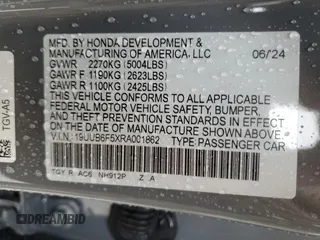 MFD. BY HONDA DEVELOPMENT &
MANUFACTURING OF AMERICA, LLC
06/24
GVWR 2270KG (5004LBS)
GAWR F 1190KG (2623LBS)
GAWR R 1100KG (2425LBS)
THIS VEHICLE CONFORMS TO ALL APPLICABLE
FEDERAL MOTOR VEHICLE SAFETY, BUMPER,
AND THEFT PREVENTION STANDARDS IN
EFFECT ON THE DATE OF MANUFACTURE
SHOWN ABOVE.
V.I.N.: 19UUB6F5XRA001862 TYPE:PASSENGER CAR
TGY R AC6 NH912P Z A
TGV-A5
DREAMBID